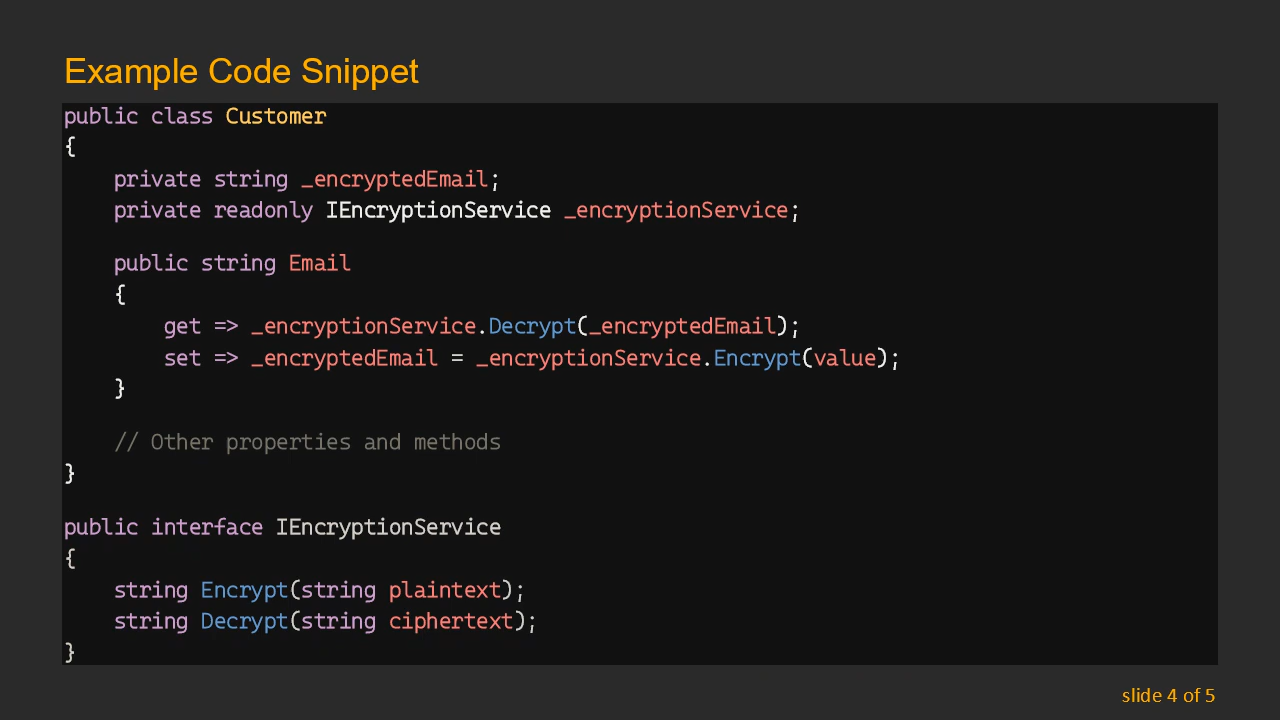 Example Code Snippet
public class Customer
{
    private string _encryptedEmail;
    private readonly IEncryptionService _encryptionService;
    public string Email
    {
        get => _encryptionService.Decrypt(_encryptedEmail);
        set => _encryptedEmail = _encryptionService.Encrypt(value);
    }
    // Other properties and methods
}
public interface IEncryptionService
{
    string Encrypt(string plaintext);
    string Decrypt(string ciphertext);
}
slide 4 of 5